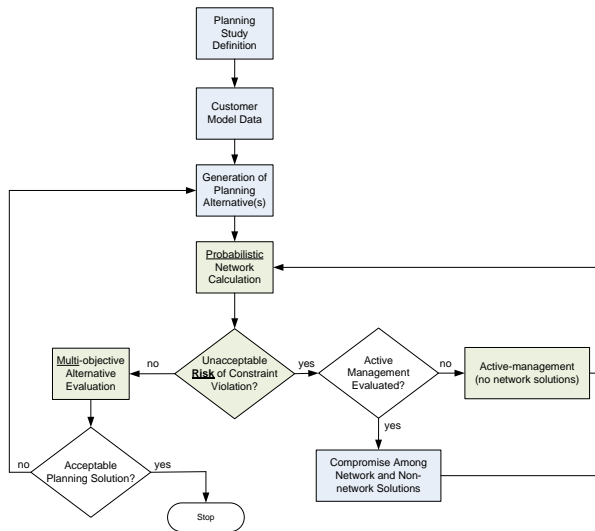 Planning
Study
Definition
Customer
Model Data
Generation of
Planning
Alternative(s)
Probabilistic
Network
Calculation
Multi-objective
Alternative
Evaluation
no
Unacceptable
Risk of Constraint
Violation?
yes
Active
Management
Evaluated?
no
Active-management
(no network solutions)
yes
Compromise Among
Network and Non-
network Solutions
no
Acceptable
Planning Solution?
yes
Stop